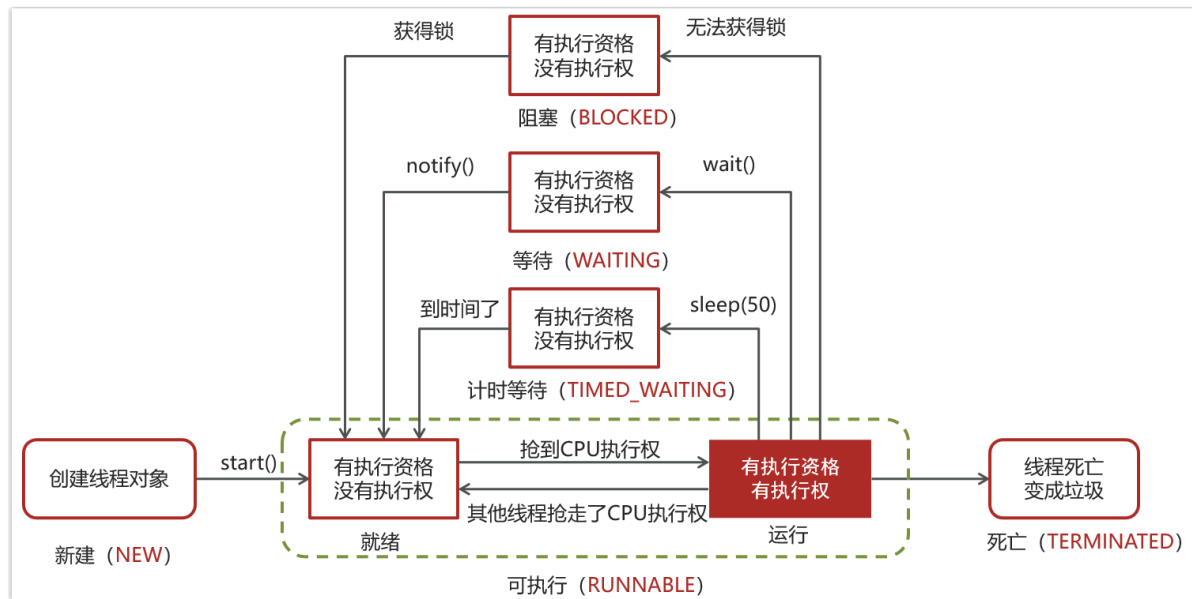 获得锁
有执行资格
没有执行权
无法获得锁
阻塞（BLOCKED）
notify()
有执行资格
没有执行权
wait()
等待（WAITING）
到时间了
有执行资格
没有执行权
sleep(50)
计时等待（TIMED_WAITING）
创建线程对象
start()
有执行资格
没有执行权
抢到CPU执行权
其他线程抢走了CPU执行权
有执行资格
有执行权
线程死亡
变成垃圾
新建（NEW）
就绪
运行
死亡（TERMINATED）
可执行（RUNNABLE）